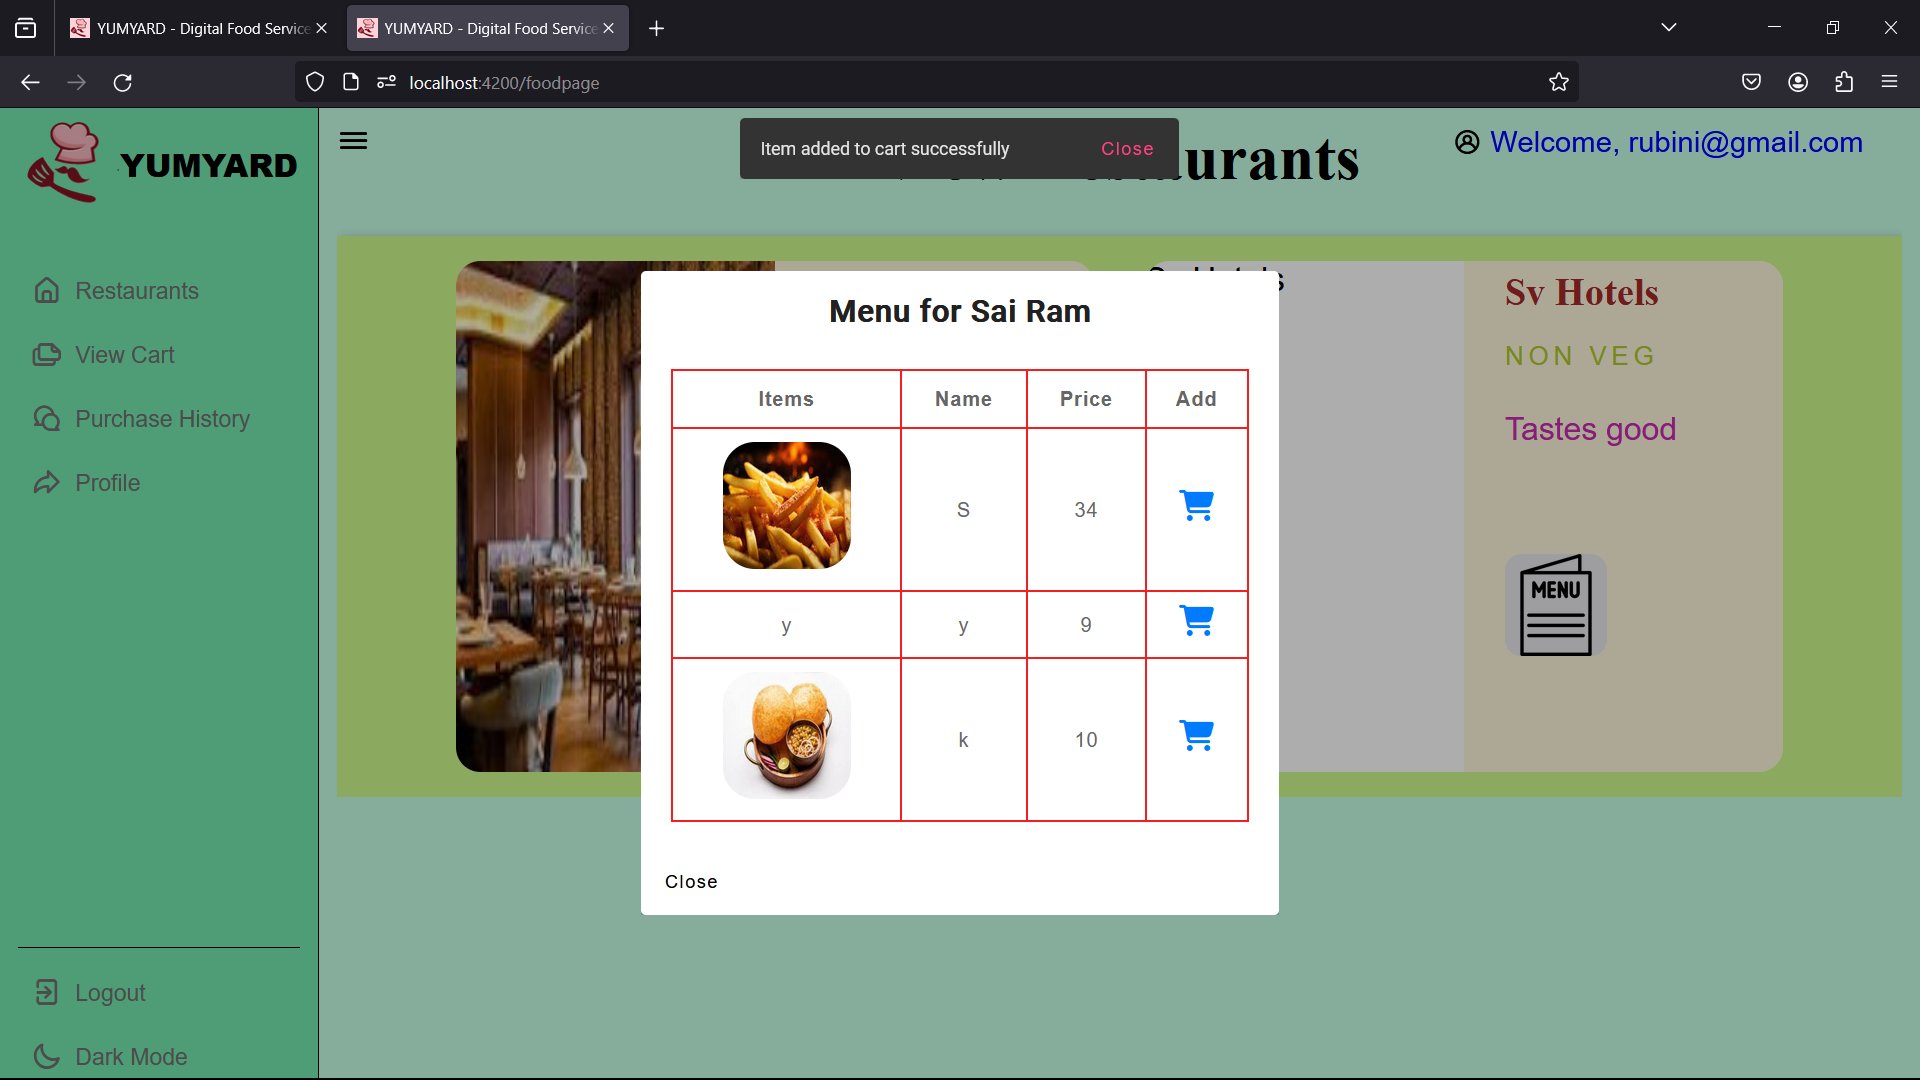 YUMYARD - Digital Food Service
YUMYARD - Digital Food Service
localhost:4200/foodpage
YUMYARD
Restaurants
View Cart
Purchase History
Profile
Logout
Dark Mode
Item added to cart successfully
Close
urants
Welcome, rubini@gmail.com
Menu for Sai Ram
Items Name Price Add
S 34
y y 9
k 10
Close
Sv Hotels
NON VEG
Tastes good
MENU